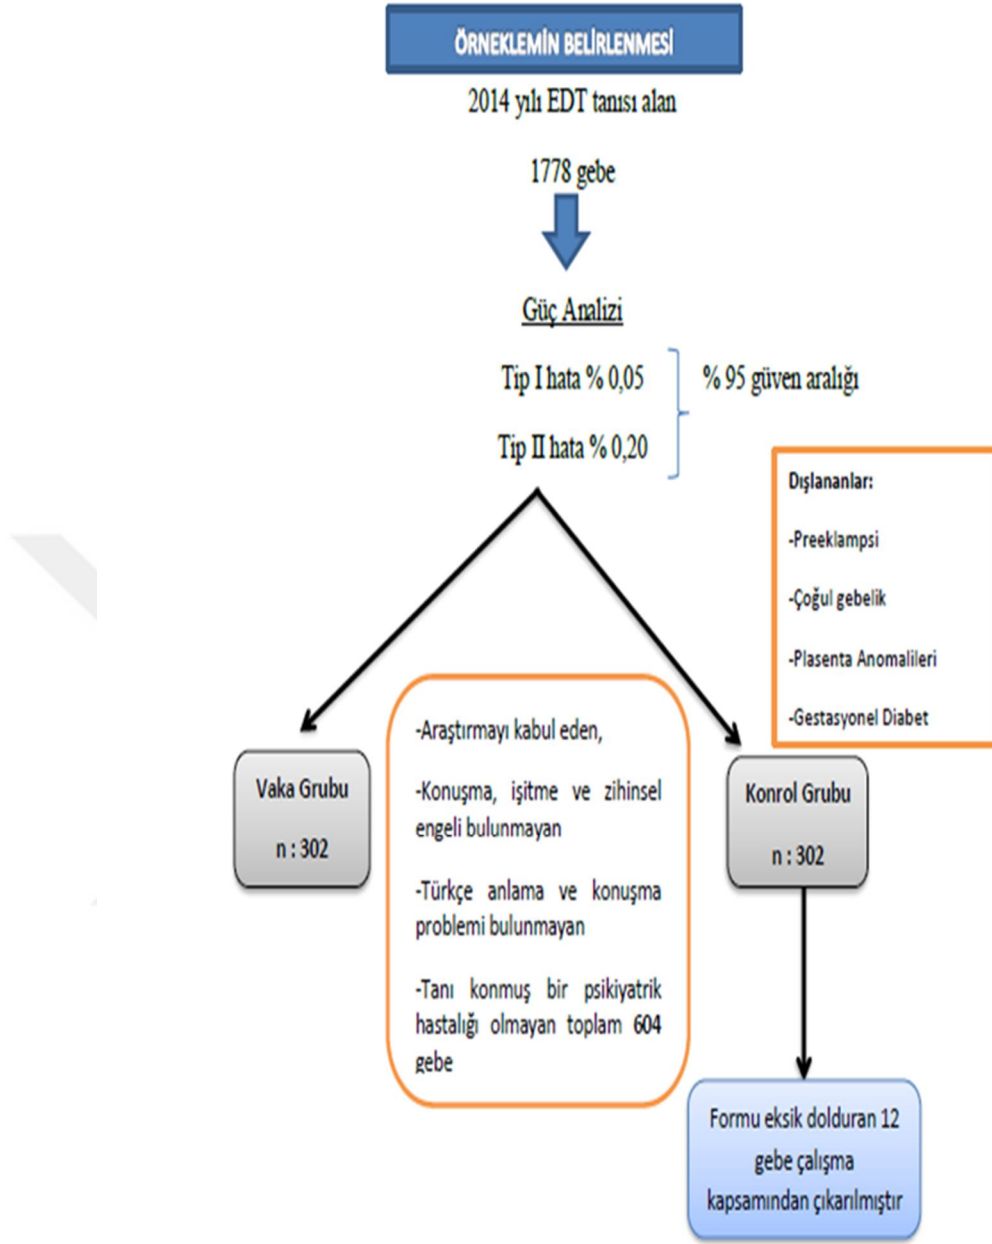 ÖRNEKLEMİN BELİRLENMESİ
2014 yılı EDT tanısı alan
1778 gebe
Güç Analizi
Tip I hata % 0,05
% 95 güven aralığı
Tip II hata % 0,20
Dışlananlar:
-Preeklampsi
-Çoğul gebelik
-Plasenta Anomalileri
-Gestasyonel Diabet
Vaka Grubu
n : 302
-Araştırmayı kabul eden,
-Konuşma, işitme ve zihinsel
engeli bulunmayan
-Türkçe anlama ve konuşma
problemi bulunmayan
-Tanı konmuş bir psikiyatrik
hastalığı olmayan toplam 604
gebe
Konrol Grubu
n : 302
Formu eksik dolduran 12
gebe çalışma
kapsamından çıkarılmıştır